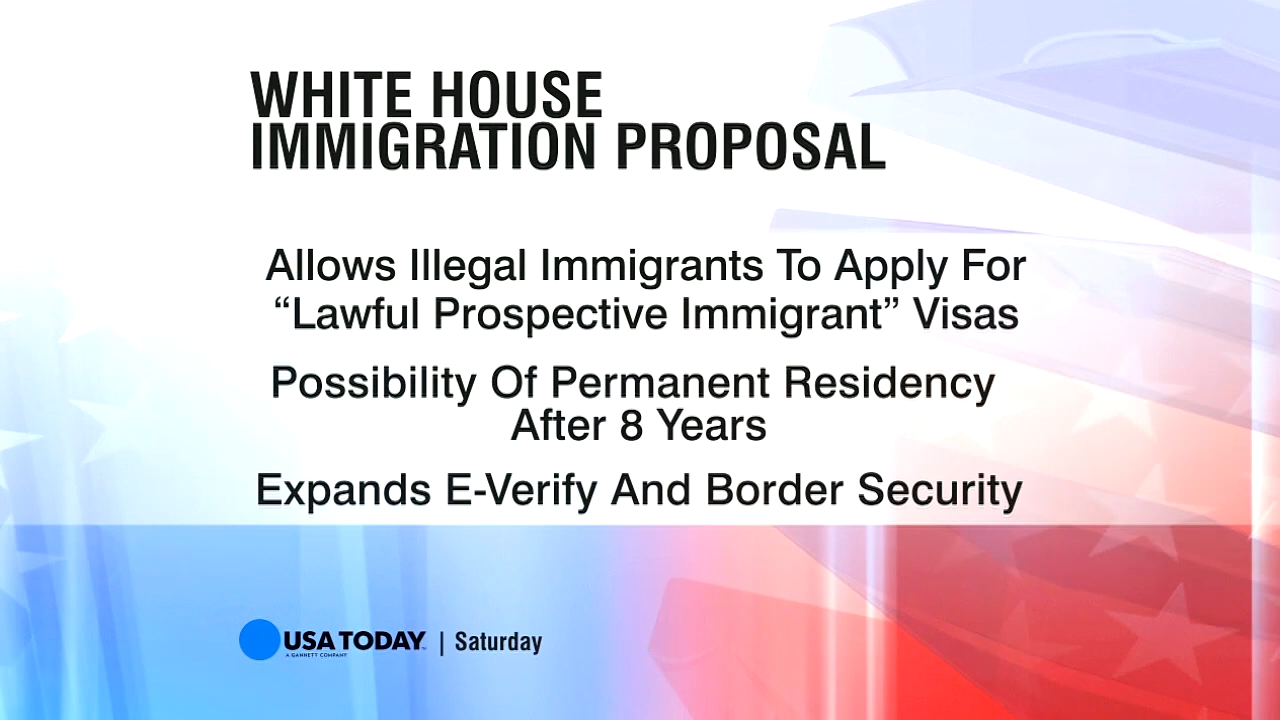 WHITE HOUSE
IMMIGRATION PROPOSAL
Allows Illegal Immigrants To Apply For
“Lawful Prospective Immigrant” Visas
Possibility Of Permanent Residency
After 8 Years
Expands E-Verify And Border Security
USA TODAY | Saturday
A GANNETT COMPANY